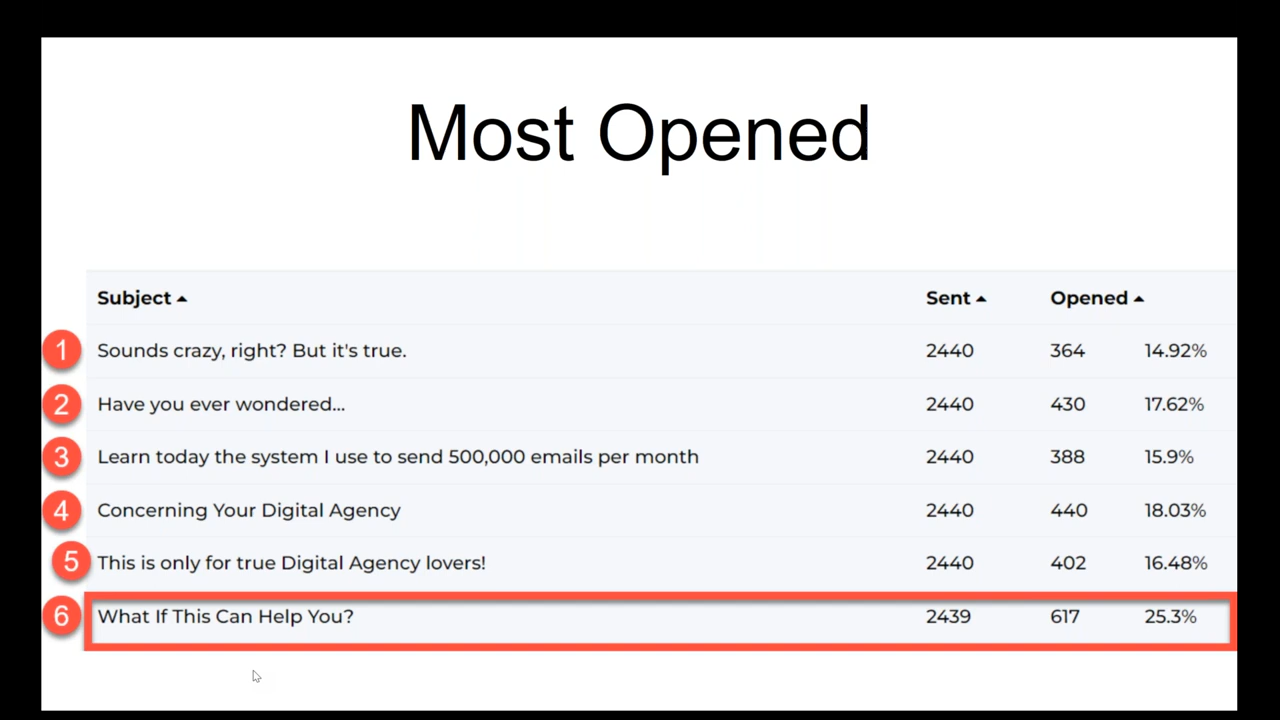 Most Opened
Subject Sent Opened
1 Sounds crazy, right? But it's true. 2440 364 14.92%
2 Have you ever wondered... 2440 430 17.62%
3 Learn today the system I use to send 500,000 emails per month 2440 388 15.9%
4 Concerning Your Digital Agency 2440 440 18.03%
5 This is only for true Digital Agency lovers! 2440 402 16.48%
6 What If This Can Help You? 2439 617 25.3%